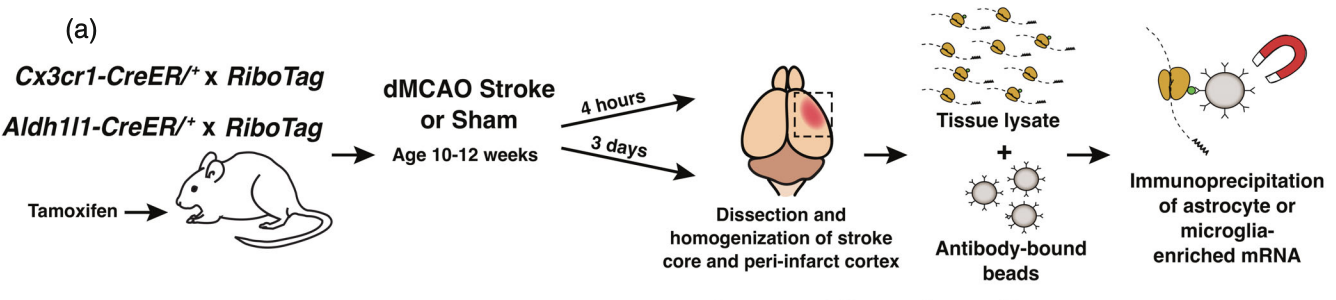 (a)
Cx3cr1-CreER/+ x RiboTag
Aldh1l1-CreER/+ x RiboTag
Tamoxifen
dMCAO Stroke
or Sham
Age 10-12 weeks
4 hours
3 days
Dissection and
homogenization of stroke
core and peri-infarct cortex
Tissue lysate
+
Antibody-bound
beads
Immunoprecipitation
of astrocyte or
microglia-
enriched mRNA